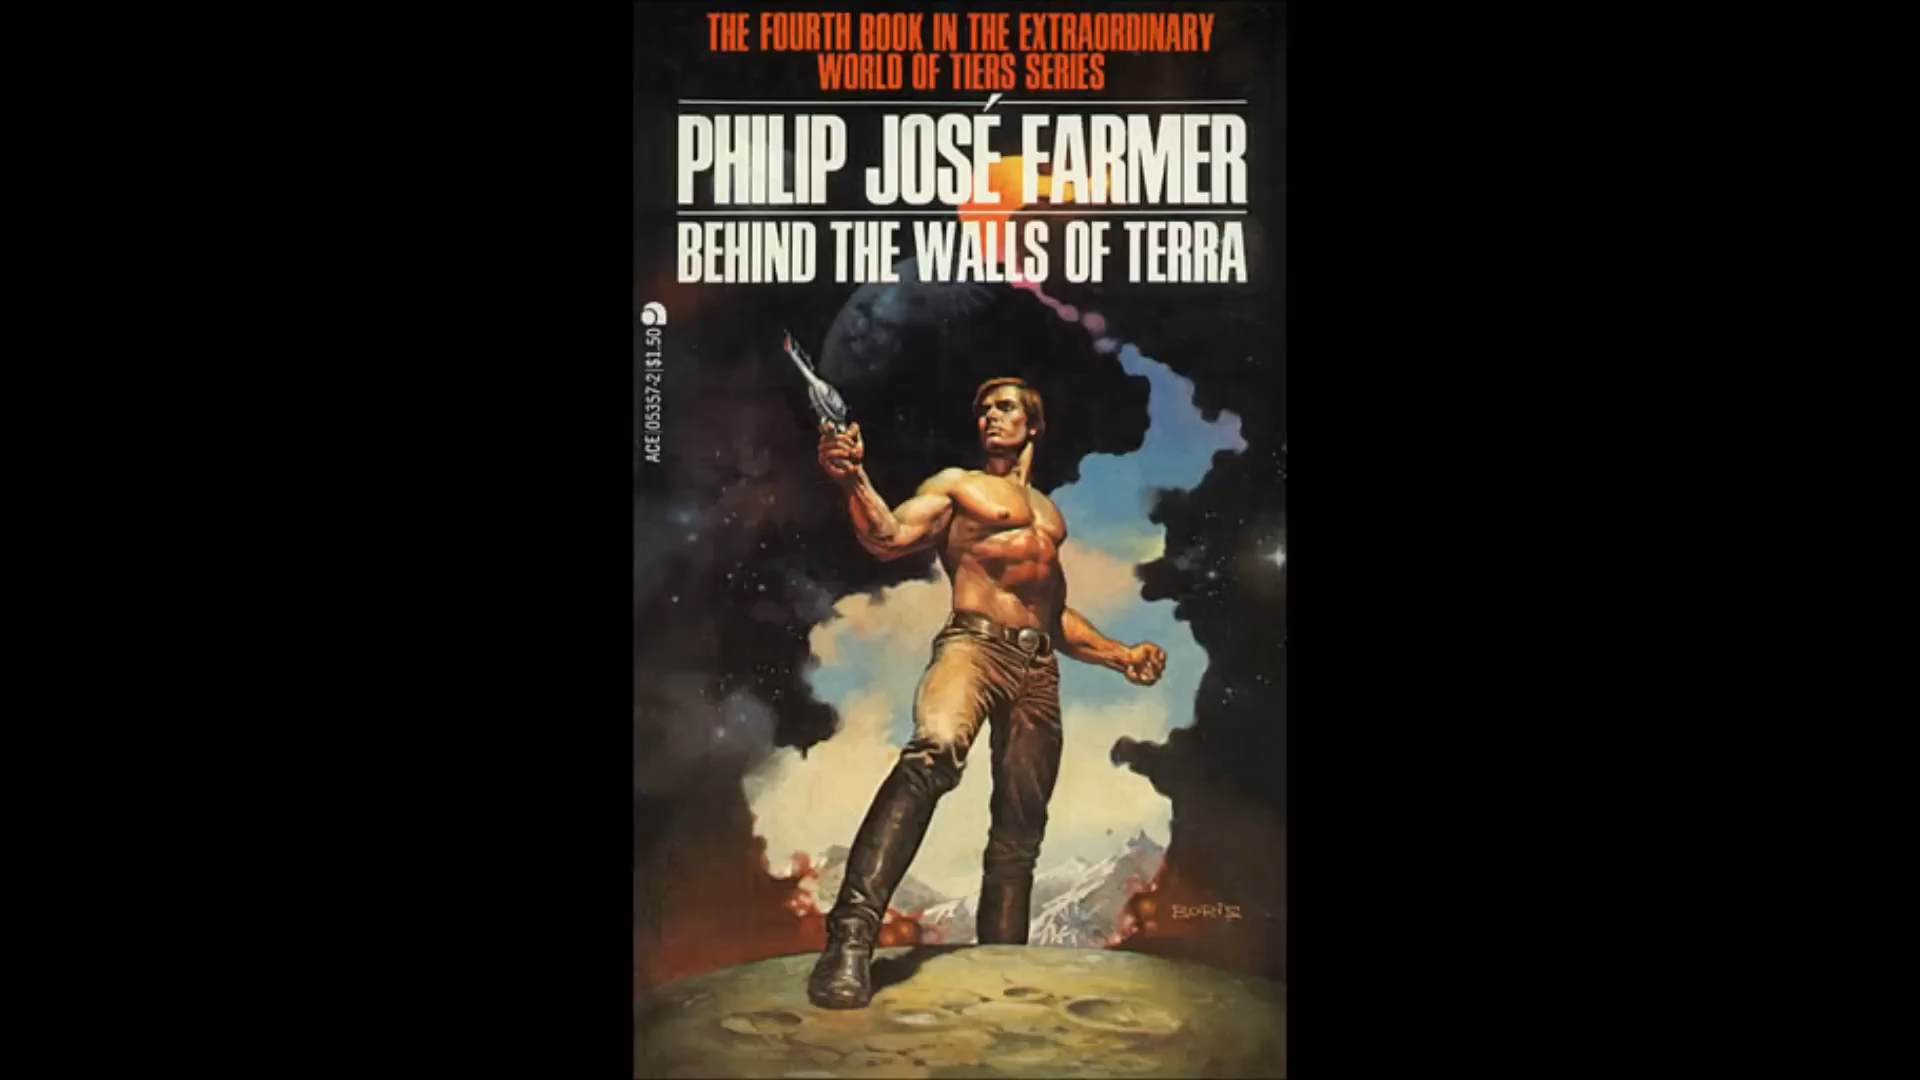 THE FOURTH BOOK IN THE EXTRAORDINARY
WORLD OF TIERS SERIES
PHILIP JOSÉ FARMER
BEHIND THE WALLS OF TERRA
ACE 05357-2 $1.50
BORIS